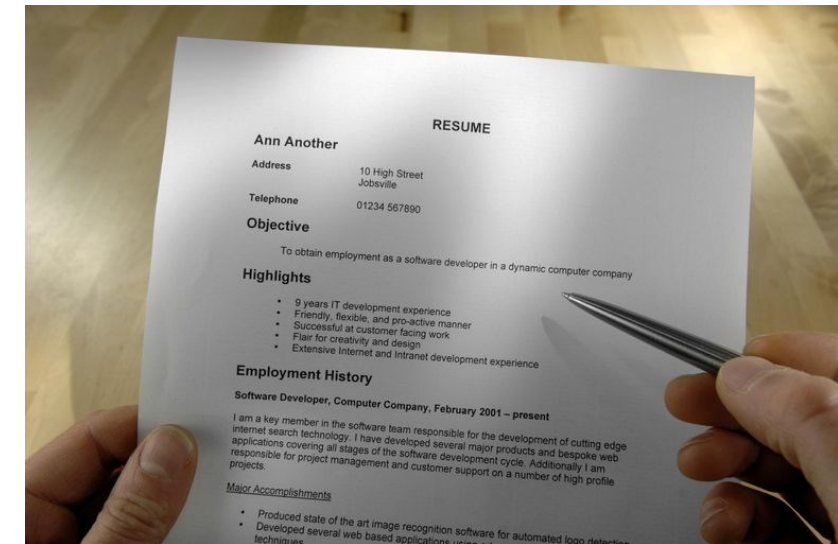 RESUME
Ann Another
Address 10 High Street
Jobsville
Telephone 01234 567890
Objective
To obtain employment as a software developer in a dynamic computer company
Highlights
• 9 years IT development experience
• Friendly, flexible, and pro-active manner
• Successful at customer facing work
• Flair for creativity and design
• Extensive Internet and Intranet development experience
Employment History
Software Developer, Computer Company, February 2001 – present
I am a key member in the software team responsible for the development of cutting edge
internet search technology. I have developed several major products and bespoke web
applications covering all stages of the software development cycle. Additionally I am
responsible for project management and customer support on a number of high profile
projects.
Major Accomplishments
• Produced state of the art image recognition software for automated logo detection
• Developed several web based applications using
techniques